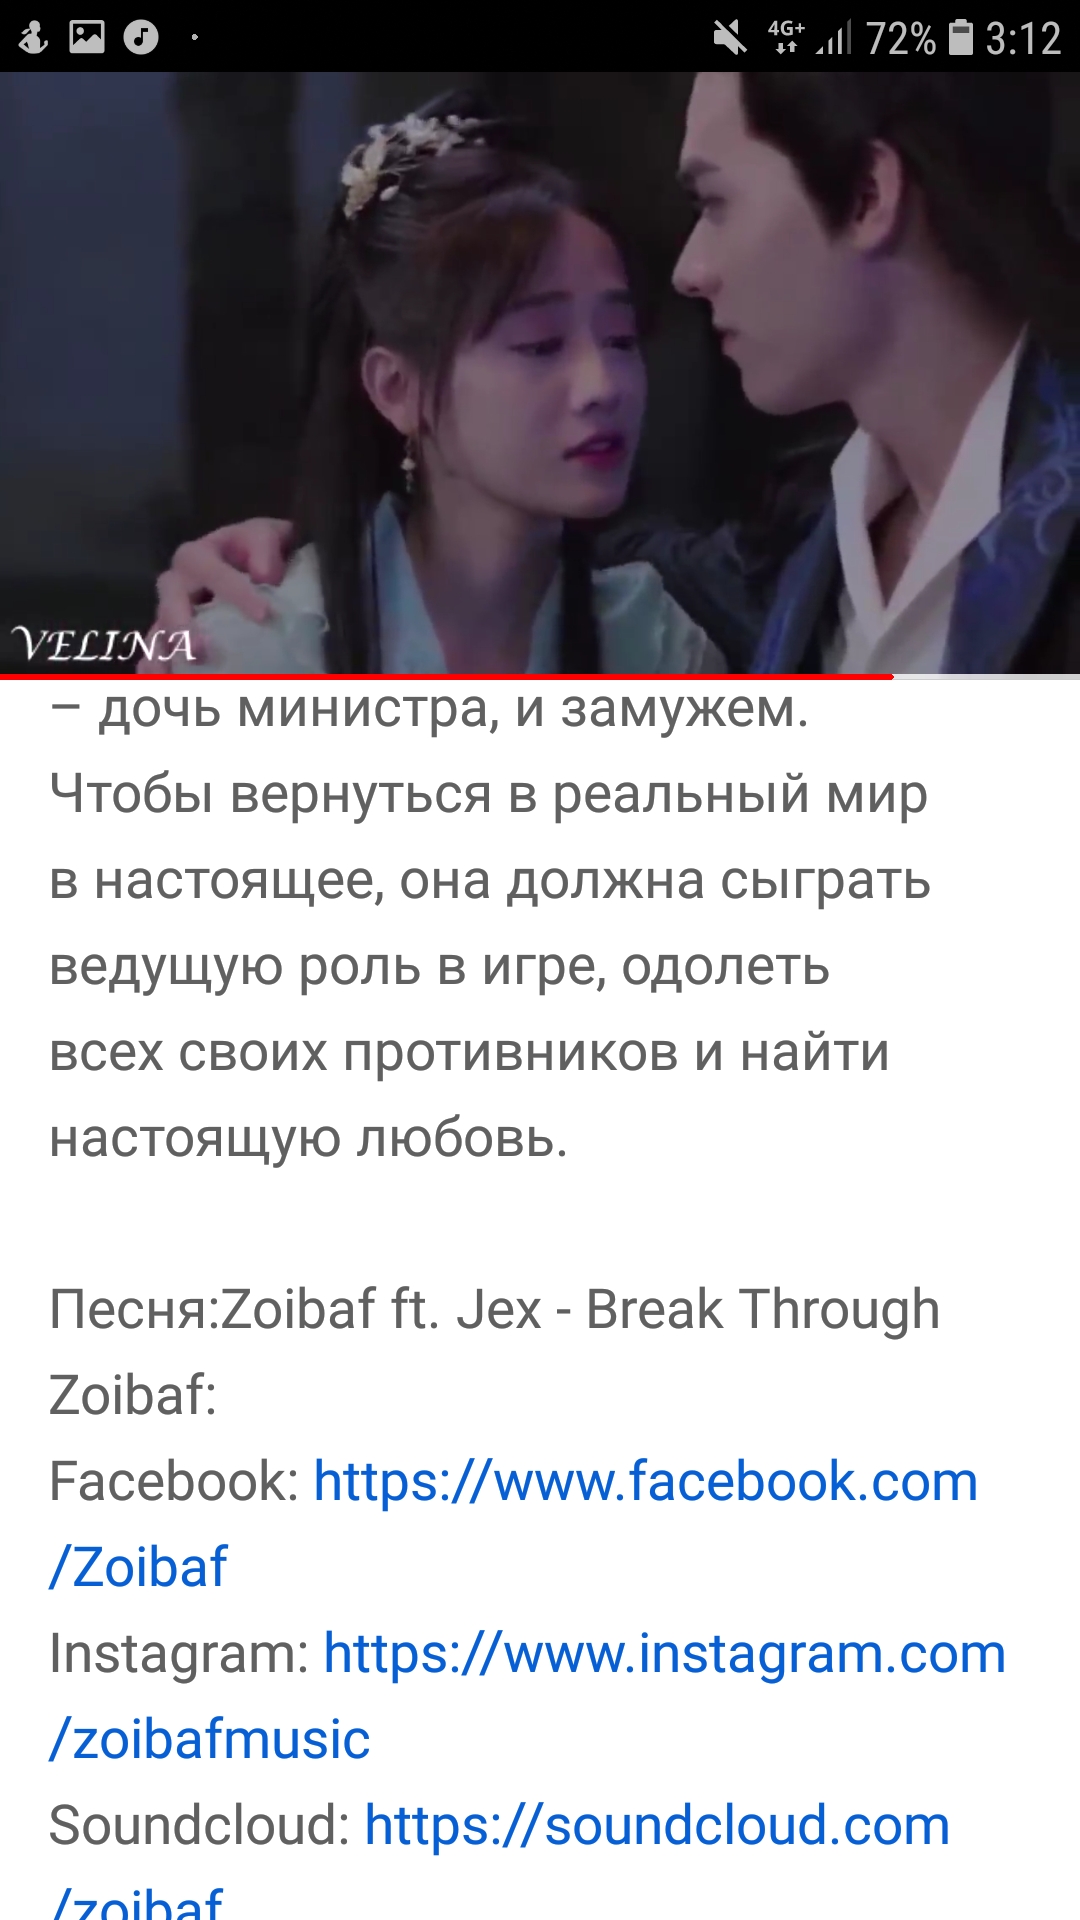 4G+ 72% 3:12
VELINA
– дочь министра, и замужем.
Чтобы вернуться в реальный мир
в настоящее, она должна сыграть
ведущую роль в игре, одолеть
всех своих противников и найти
настоящую любовь.
Песня:Zoibaf ft. Jex - Break Through
Zoibaf:
Facebook: https://www.facebook.com
/Zoibaf
Instagram: https://www.instagram.com
/zoibafmusic
Soundcloud: https://soundcloud.com
/zoibaf